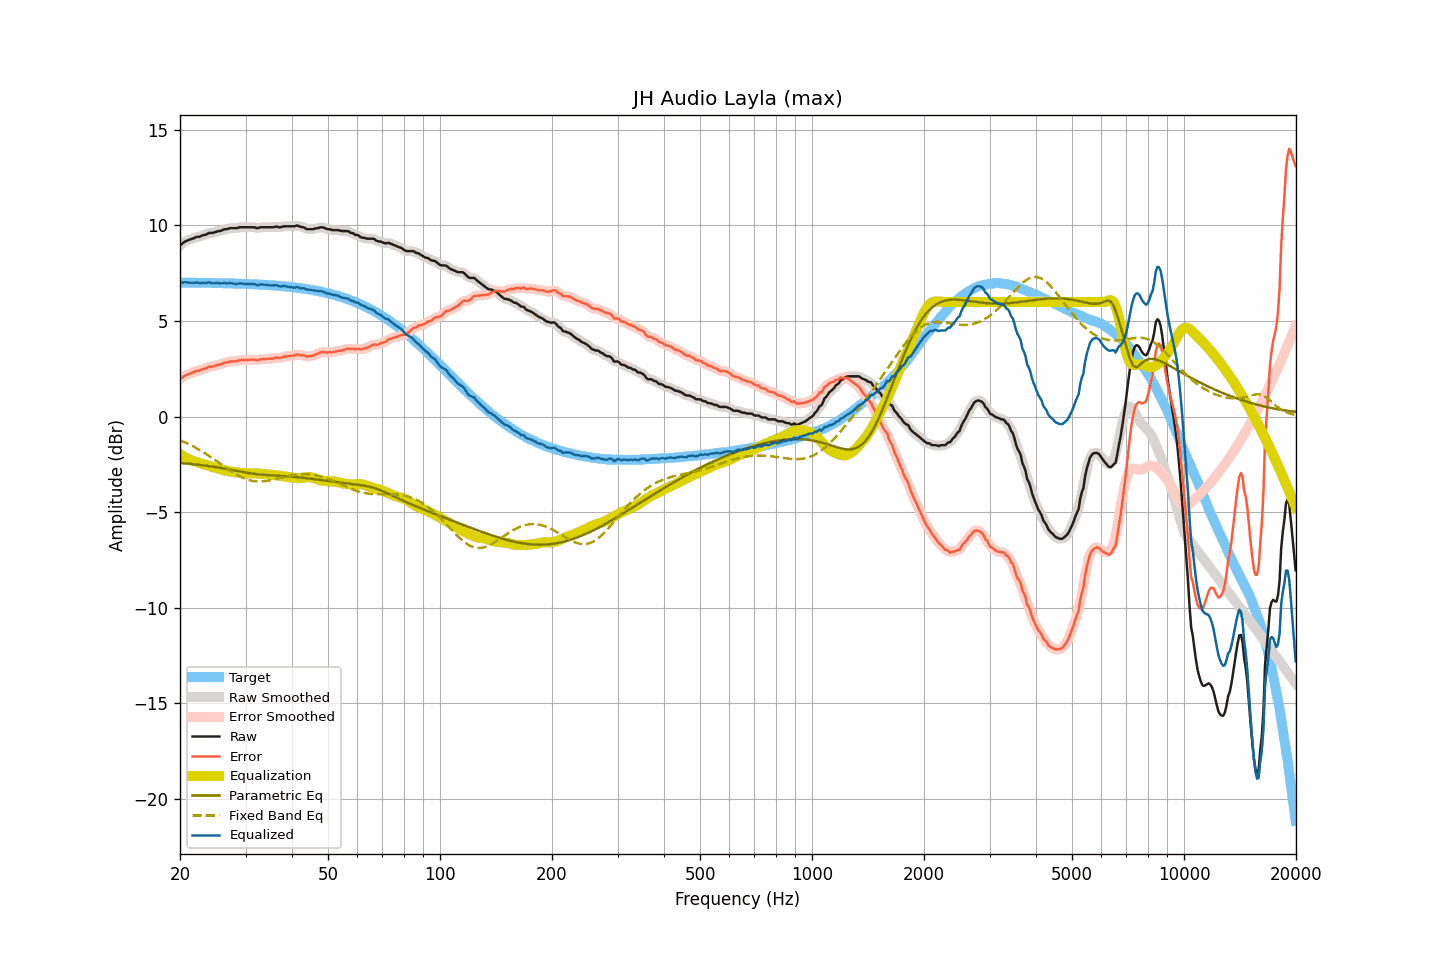 JH Audio Layla (max)
15
10
5
0
−5
−10
−15
−20
Amplitude (dBr)
Target
Raw Smoothed
Error Smoothed
Raw
Error
Equalization
Parametric Eq
Fixed Band Eq
Equalized
20 50 100 200 500 1000 2000 5000 10000 20000
Frequency (Hz)